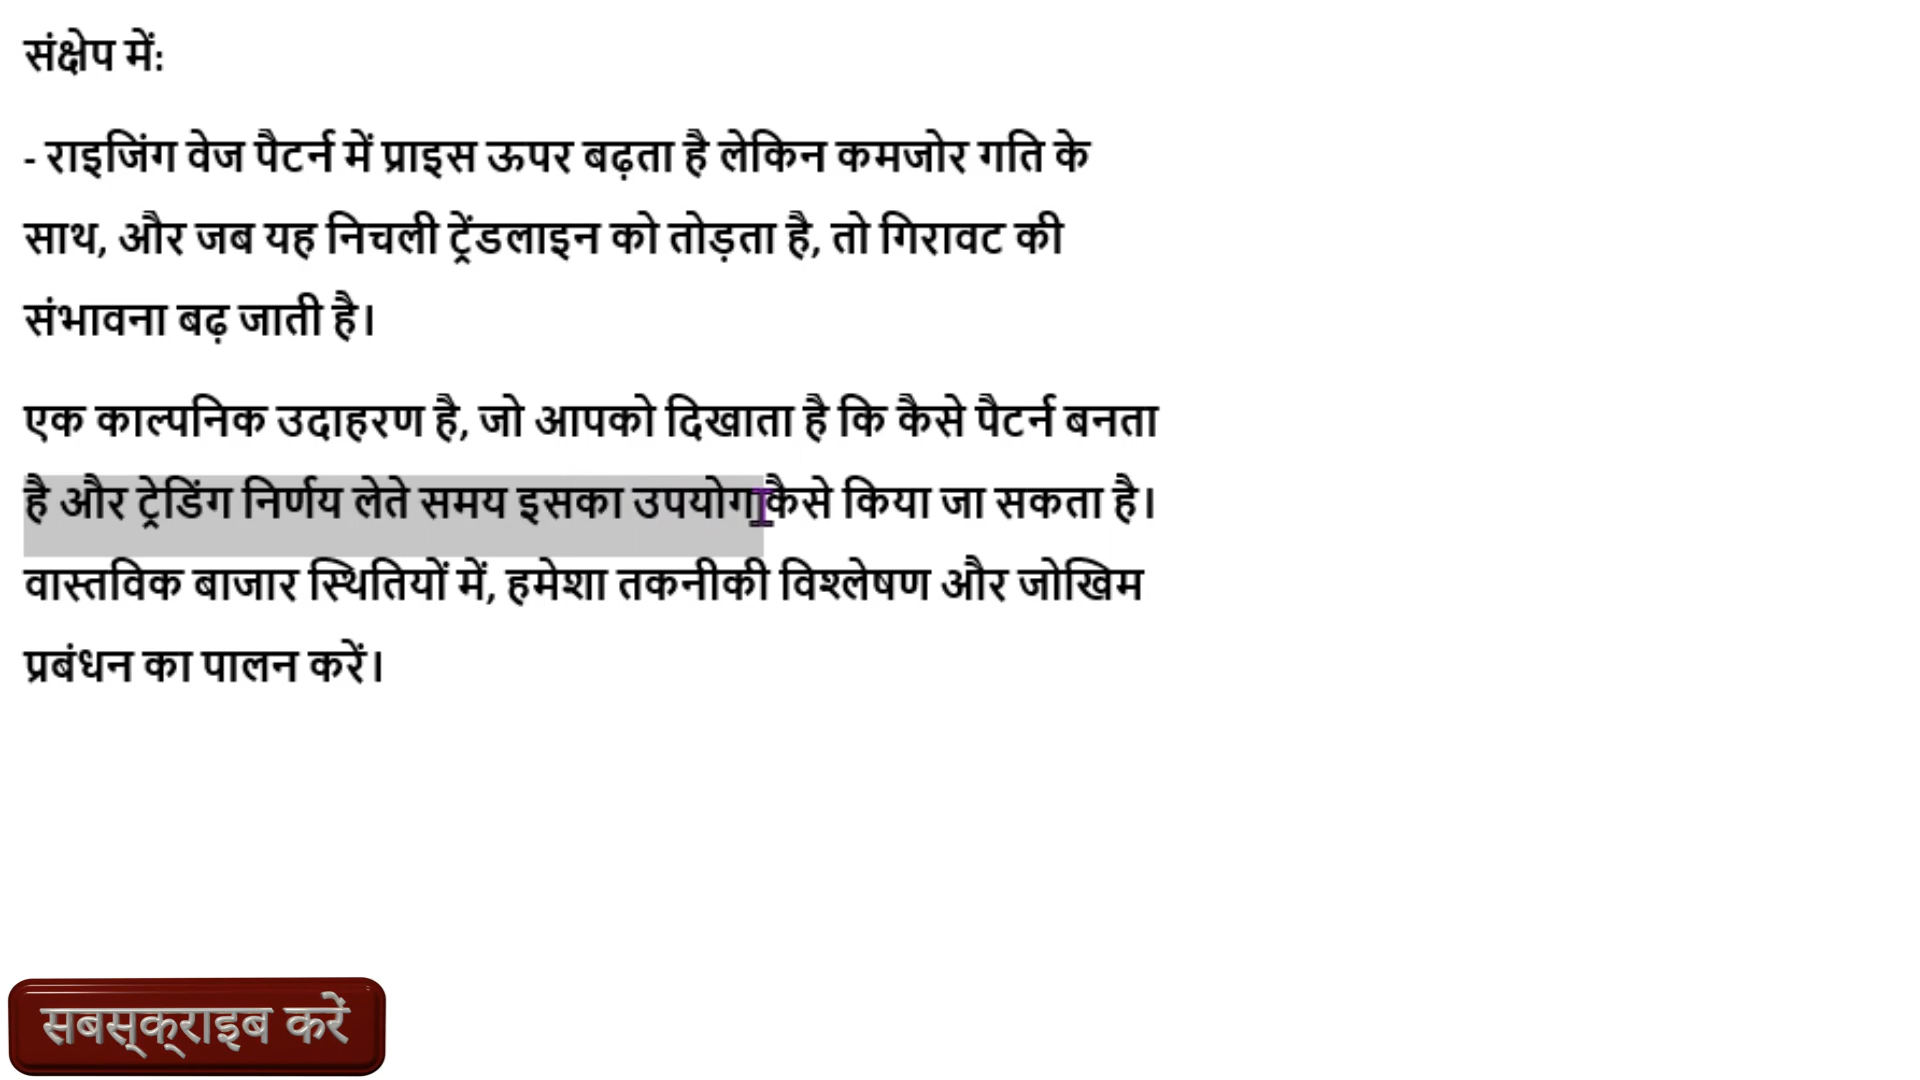 संक्षेप में:
- राइजिंग वेज पैटर्न में प्राइस ऊपर बढ़ता है लेकिन कमजोर गति के
साथ, और जब यह निचली ट्रेंडलाइन को तोड़ता है, तो गिरावट की
संभावना बढ़ जाती है।
एक काल्पनिक उदाहरण है, जो आपको दिखाता है कि कैसे पैटर्न बनता
है और ट्रेडिंग निर्णय लेते समय इसका उपयोग कैसे किया जा सकता है।
वास्तविक बाजार स्थितियों में, हमेशा तकनीकी विश्लेषण और जोखिम
प्रबंधन का पालन करें।
सबस्क्राइब करें